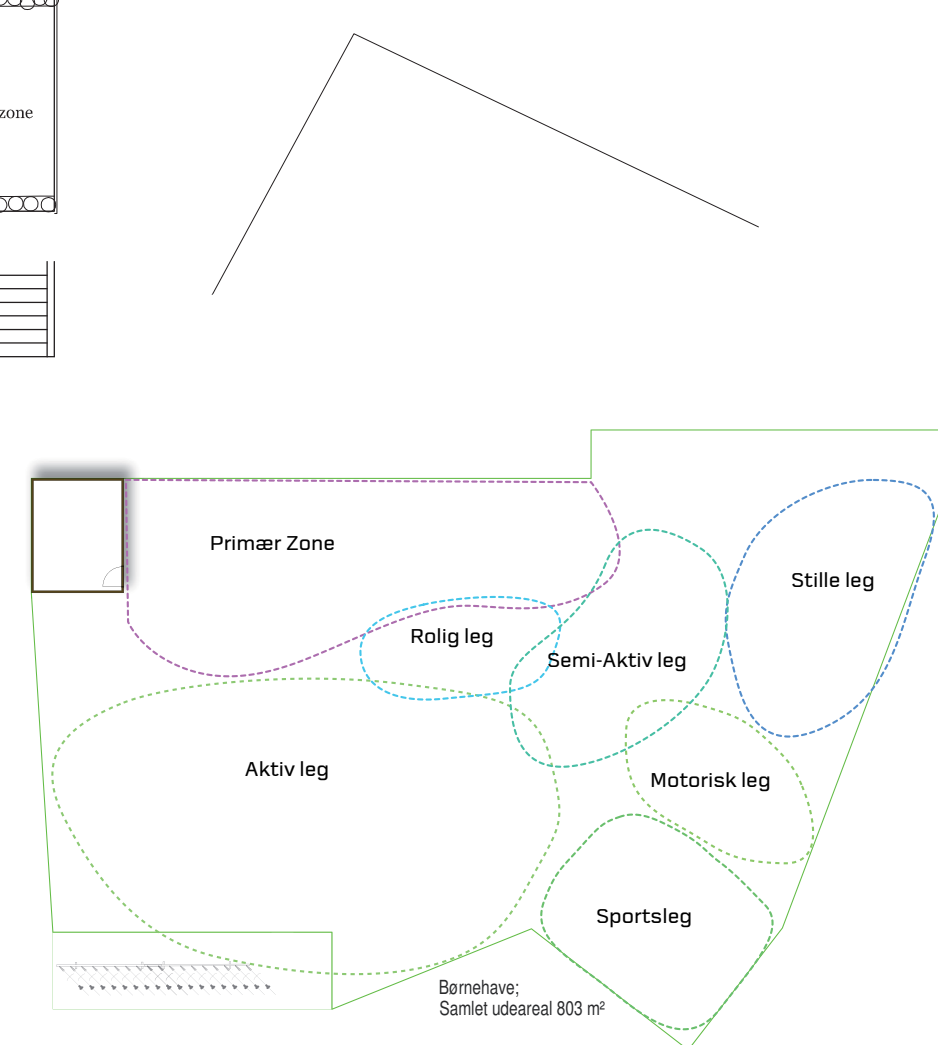 zone
Primær Zone
Stille leg
Rolig leg
Semi-Aktiv leg
Aktiv leg
Motorisk leg
Sportsleg
Børnehave;
Samlet udeareal 803 m²